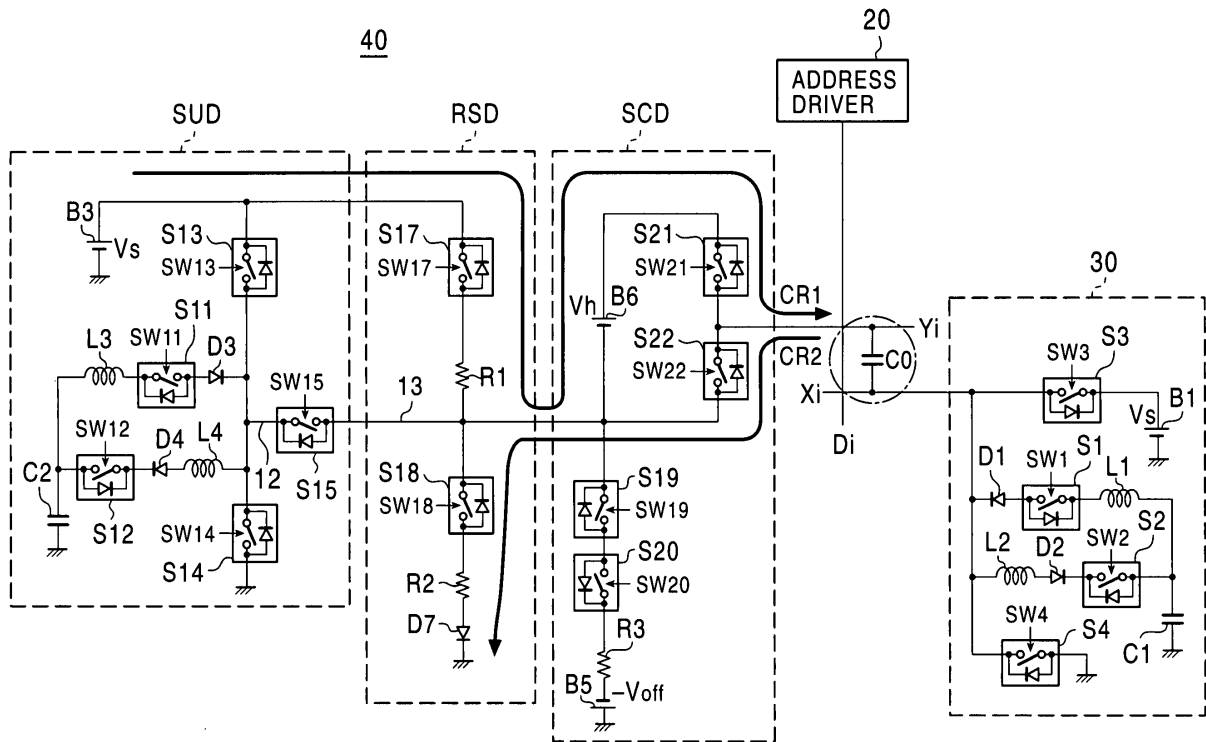 40
20
ADDRESS
DRIVER
SUD
RSD
SCD
B3
Vs
S13
SW13
S17
SW17
S21
SW21
S11
SW11
L3
D3
Vh
B6
CR1
30
R1
S22
SW22
CR2
C0
Yi
SW3
S3
SW15
13
Xi
Vs
B1
SW12
D4
L4
12
S15
Di
C2
S12
SW14
S14
S18
SW18
S19
SW19
D1
SW1
S1
L1
S20
SW20
L2
D2
SW2
S2
R2
D7
R3
SW4
S4
C1
B5
-Voff